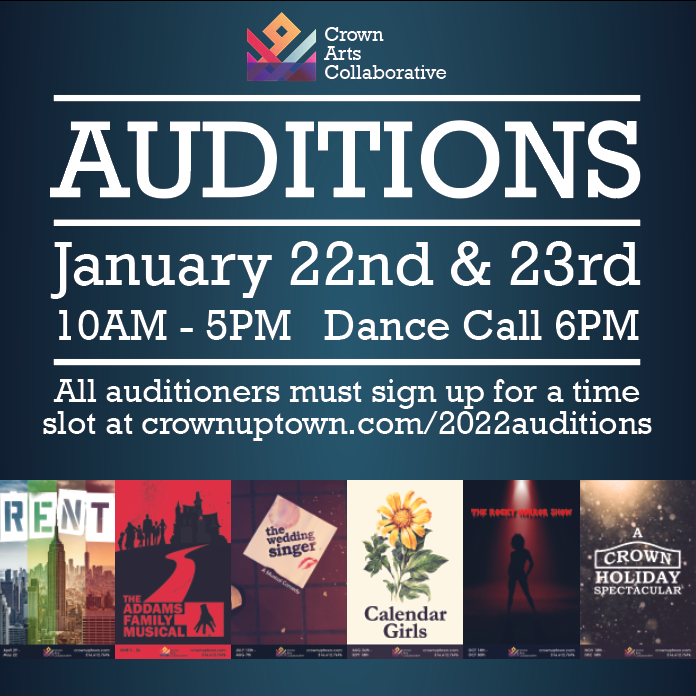 Crown
Arts
Collaborative
AUDITIONS
January 22nd & 23rd
10AM - 5PM Dance Call 6PM
All auditioners must sign up for a time
slot at crownuptown.com/2022auditions
RENT
THE
ADDAMS
FAMILY
MUSICAL
the
wedding
singer
A Musical Comedy
Calendar
Girls
THE ROCKY HORROR SHOW
A
CROWN
HOLIDAY
SPECTACULAR